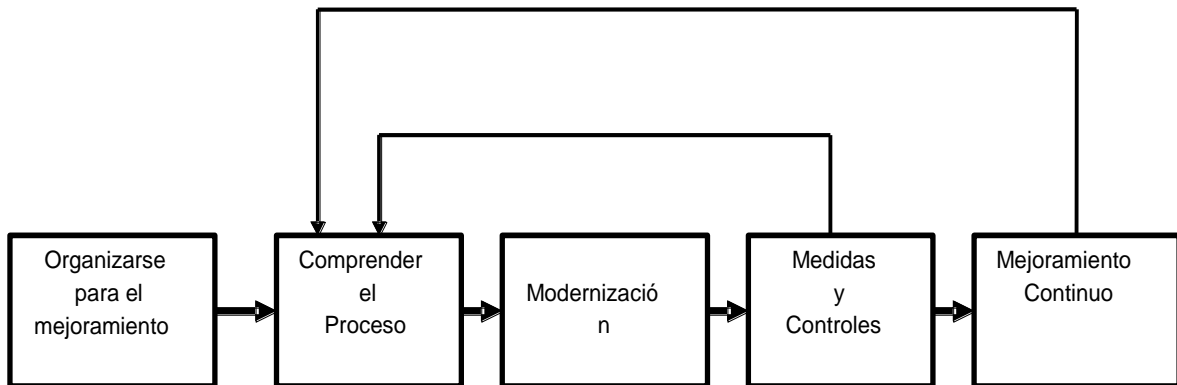 Organizarse
para el
mejoramiento
Comprender
el
Proceso
Modernizació
n
Medidas
y
Controles
Mejoramiento
Continuo